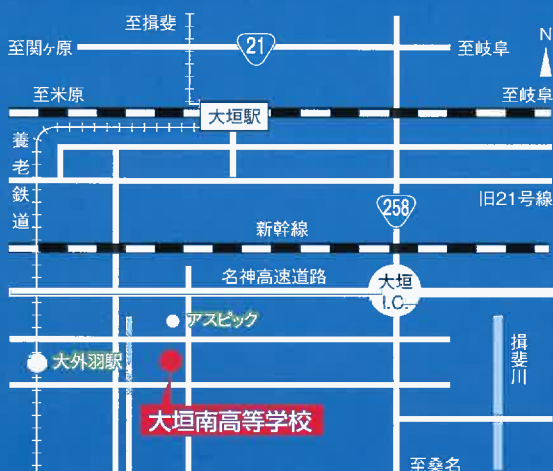 至揖斐
N
至関ヶ原
21
至岐阜
至米原
至岐阜
大垣駅
養老鉄道
旧21号線
258
新幹線
名神高速道路
大垣
I.C.
アスピック
大外羽駅
揖斐川
大垣南高等学校
至桑名